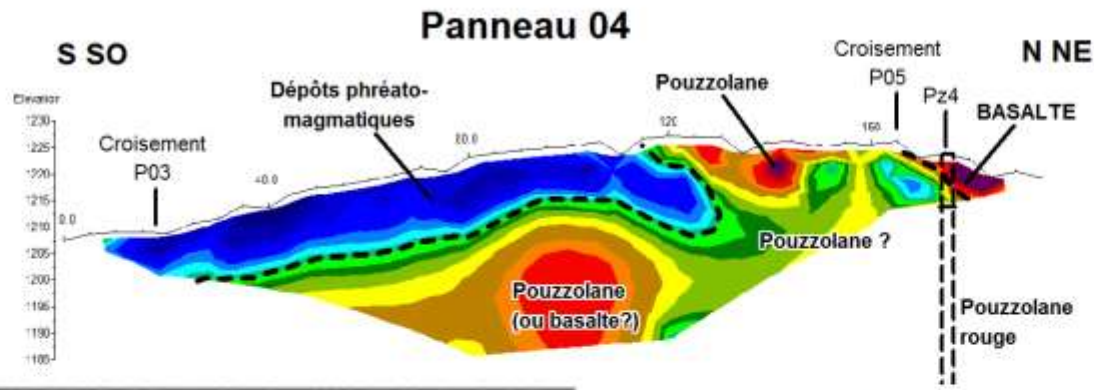 Panneau 04
S SO
N NE
Croisement
P05
Pz4
BASALTE
Pouzzolane
Dépôts phréato-
magmatiques
Croisement
P03
Elevation
1230
1225
1220
1215
1210
1205
1200
1195
1190
1185
0.0
40.0
80.0
120
160
Pouzzolane ?
Pouzzolane
(ou basalte?)
Pouzzolane
rouge